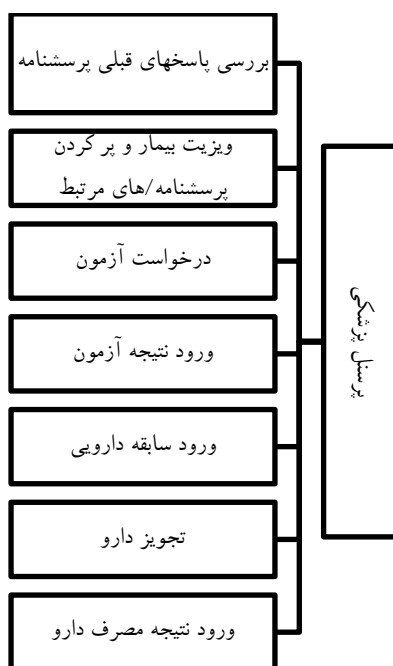 بررسی پاسخهای قبلی پرسشنامه
ویزیت بیمار و پر کردن
پرسشنامه/های مرتبط
درخواست آزمون
ورود نتیجه آزمون
ورود سابقه دارویی
تجویز دارو
ورود نتیجه مصرف دارو
پرسنل پزشکی